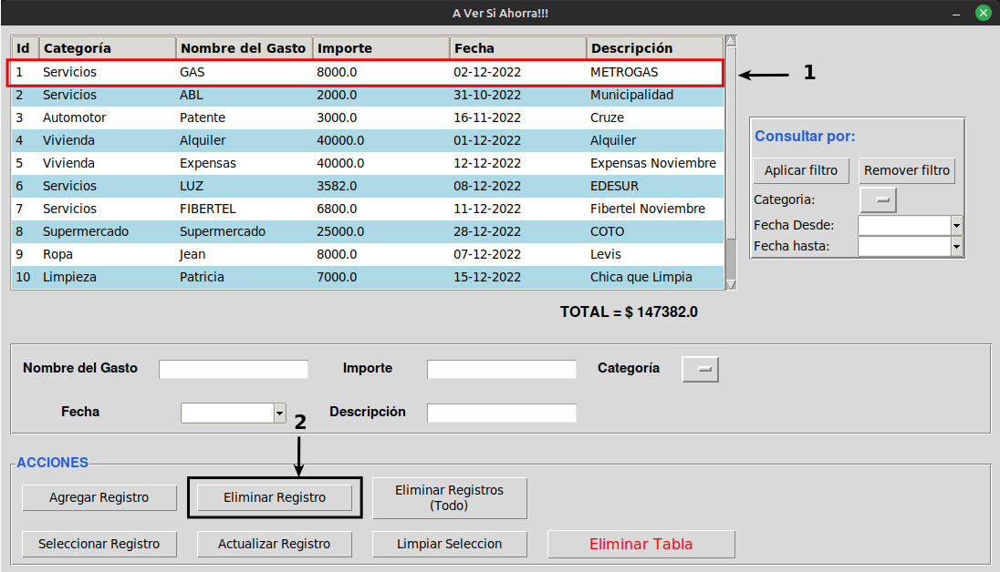 A Ver Si Ahorra!!!
Id Categoría Nombre del Gasto Importe Fecha Descripción
1 Servicios GAS 8000.0 02-12-2022 METROGAS
2 Servicios ABL 2000.0 31-10-2022 Municipalidad
3 Automotor Patente 3000.0 16-11-2022 Cruze
4 Vivienda Alquiler 40000.0 01-12-2022 Alquiler
5 Vivienda Expensas 40000.0 12-12-2022 Expensas Noviembre
6 Servicios LUZ 3582.0 08-12-2022 EDESUR
7 Servicios FIBERTEL 6800.0 11-12-2022 Fibertel Noviembre
8 Supermercado Supermercado 25000.0 28-12-2022 COTO
9 Ropa Jean 8000.0 07-12-2022 Levis
10 Limpieza Patricia 7000.0 15-12-2022 Chica que Limpia
1
Consultar por:
Aplicar filtro Remover filtro
Categoria:
Fecha Desde:
Fecha hasta:
TOTAL = $ 147382.0
Nombre del Gasto Importe Categoría
Fecha Descripción
2
ACCIONES
Agregar Registro Eliminar Registro Eliminar Registros
(Todo)
Seleccionar Registro Actualizar Registro Limpiar Seleccion Eliminar Tabla